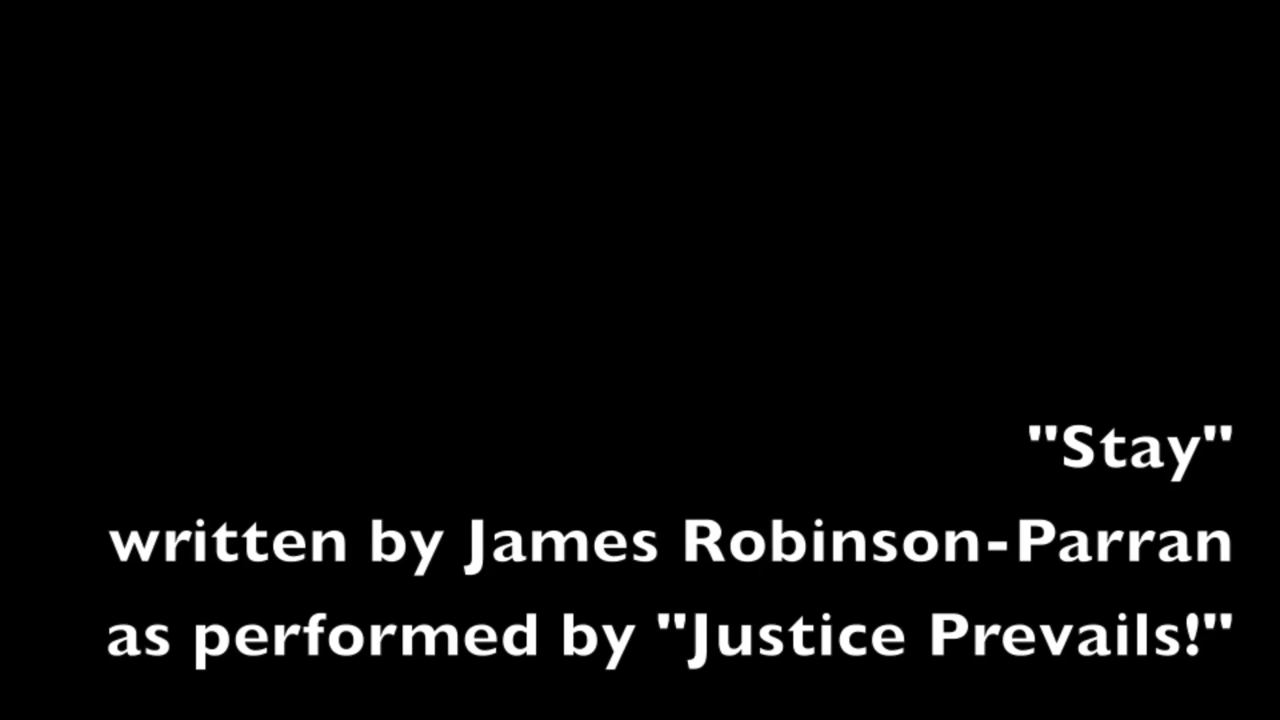 "Stay"
written by James Robinson-Parran
as performed by "Justice Prevails!"